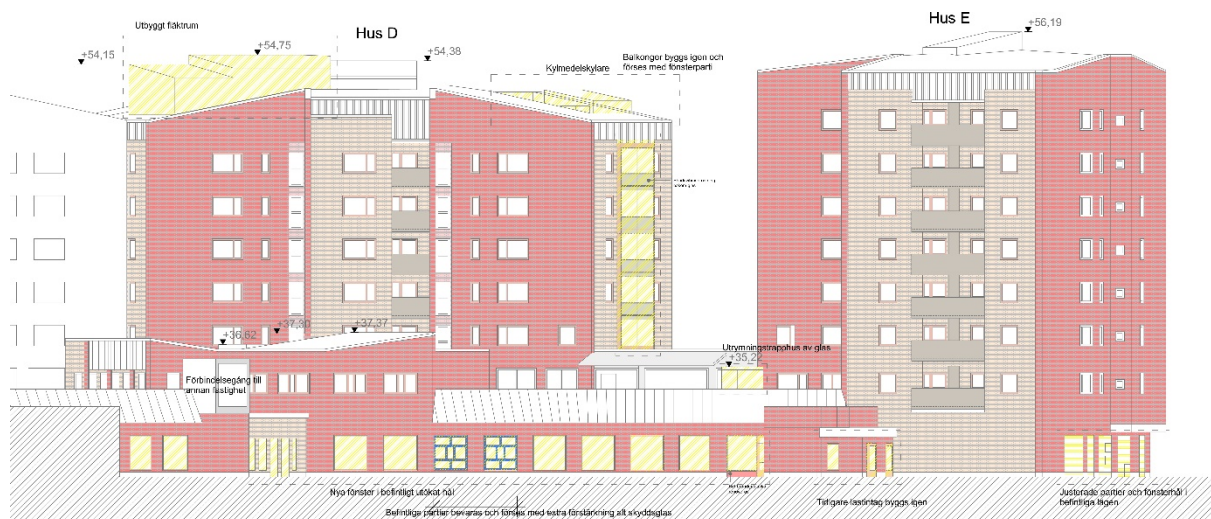 Utbyggt fläktrum
Hus D
Hus E
+54,15
+54,75
+54,38
+56,19
Kylmedelskylare
Balkonger byggs igen och
förses med fönsterparti
+36,62
+37,30
+37,37
Utrymningstrapphus av glas
+35,22
Förbindelsegång till
annan fastighet
Nya fönster i befintligt utökat hål
Befintliga partier bevaras och förses med extra förstärkning alt skyddsglas
Tidigare lastintag byggs igen
Justerade partier och fönsterhål i
befintliga lägen